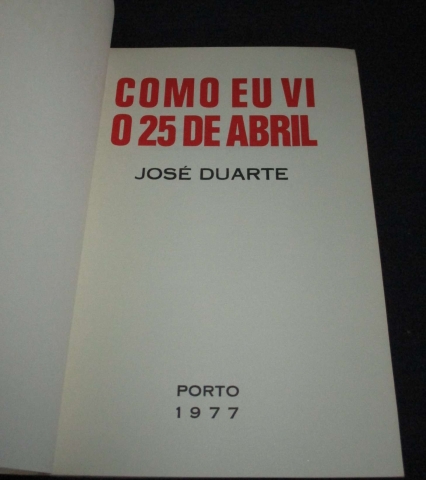 COMO EU VI
O 25 DE ABRIL
JOSÉ DUARTE
PORTO
1977